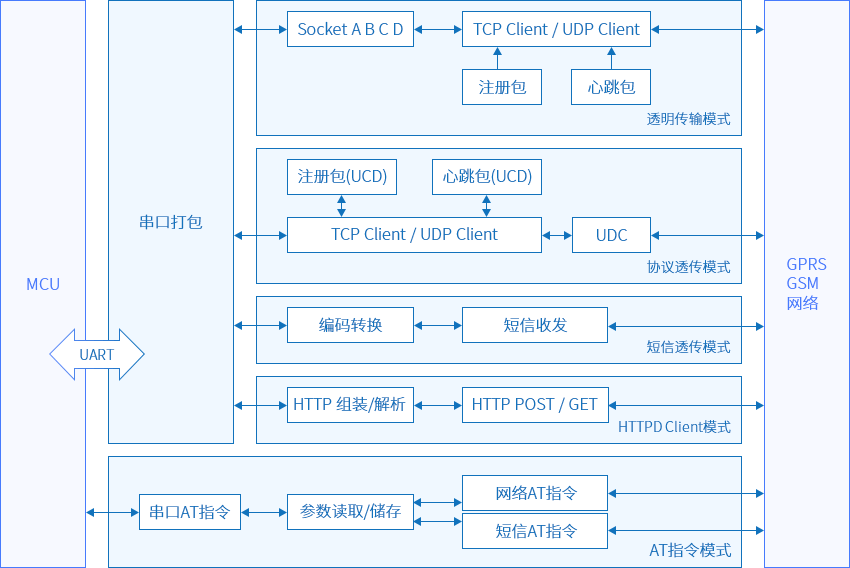 MCU
UART
串口打包
Socket A B C D
TCP Client / UDP Client
注册包
心跳包
透明传输模式
注册包(UCD)
心跳包(UCD)
TCP Client / UDP Client
UDC
协议透传模式
编码转换
短信收发
短信透传模式
HTTP 组装/解析
HTTP POST / GET
HTTPD Client模式
串口AT指令
参数读取/储存
网络AT指令
短信AT指令
AT指令模式
GPRS
GSM
网络